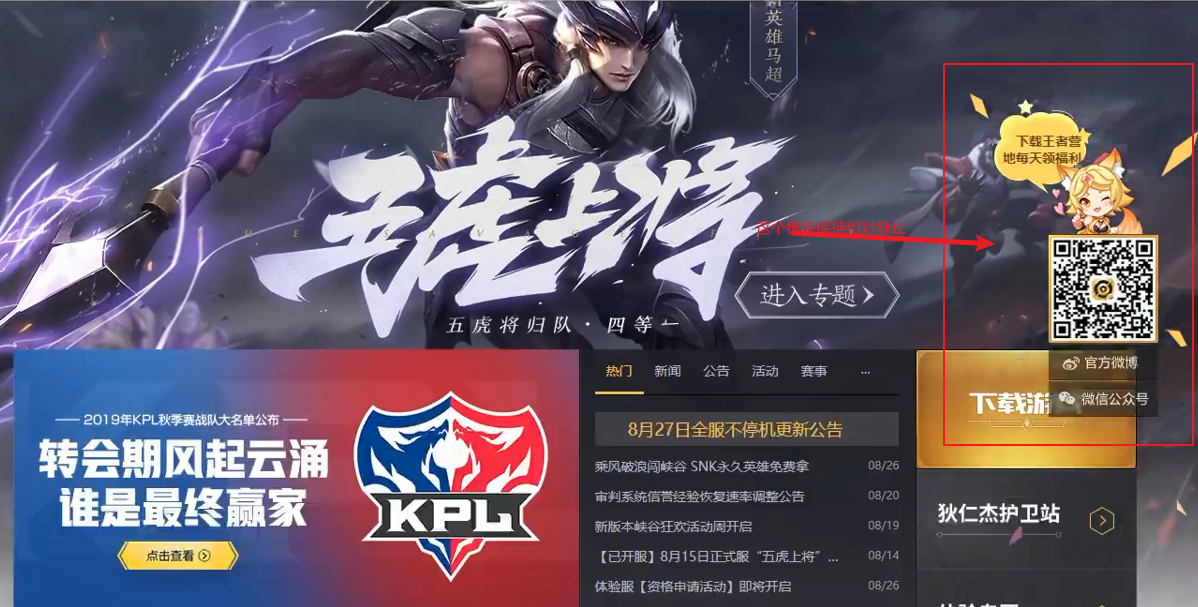 新英雄马超
下载王者营
地每天领福利
五虎上将
进入专题
五虎将归队·四等一
官方微博
微信公众号
热门 新闻 公告 活动 赛事 ...
2019年KPL秋季赛战队大名单公布
转会期风起云涌
谁是最终赢家
点击查看
KPL
8月27日全服不停机更新公告
乘风破浪闯峡谷 SNK永久英雄免费拿 08/26
审判系统信誉经验恢复速率调整公告 08/20
新版本峡谷狂欢活动周开启 08/19
【已开服】8月15日正式服“五虎上将”... 08/14
体验服【资格申请活动】即将开启 08/26
下载游
狄仁杰护卫站